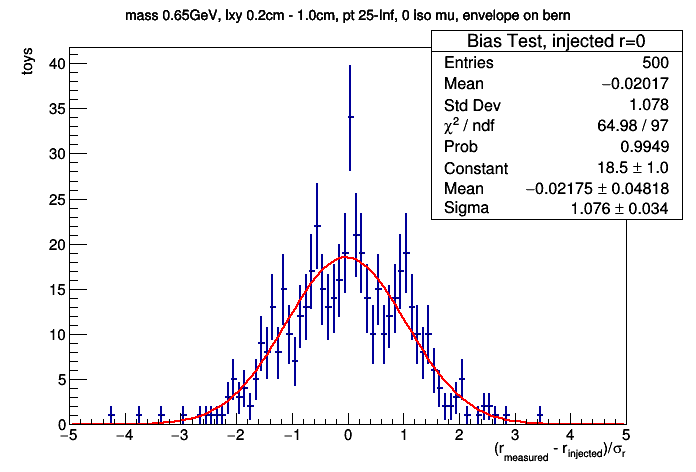 mass 0.65GeV, lxy 0.2cm - 1.0cm, pt 25-Inf, 0 Iso mu, envelope on bern
Bias Test, injected r=0
Entries 500
Mean −0.02017
Std Dev 1.078
χ² / ndf 64.98 / 97
Prob 0.9949
Constant 18.5 ± 1.0
Mean −0.02175 ± 0.04818
Sigma 1.076 ± 0.034
toys
40
35
30
25
20
15
10
5
0
−5 −4 −3 −2 −1 0 1 2 3 4 5
(r_measured - r_injected)/σ_r